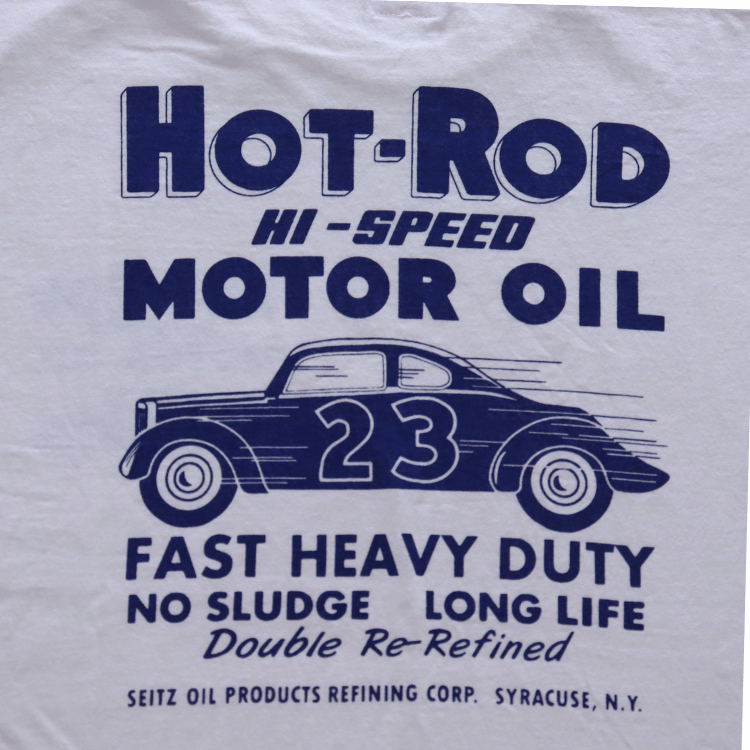 HOT-ROD
HI-SPEED
MOTOR OIL
23
FAST HEAVY DUTY
NO SLUDGE LONG LIFE
Double Re-Refined
SEITZ OIL PRODUCTS REFINING CORP. SYRACUSE, N.Y.